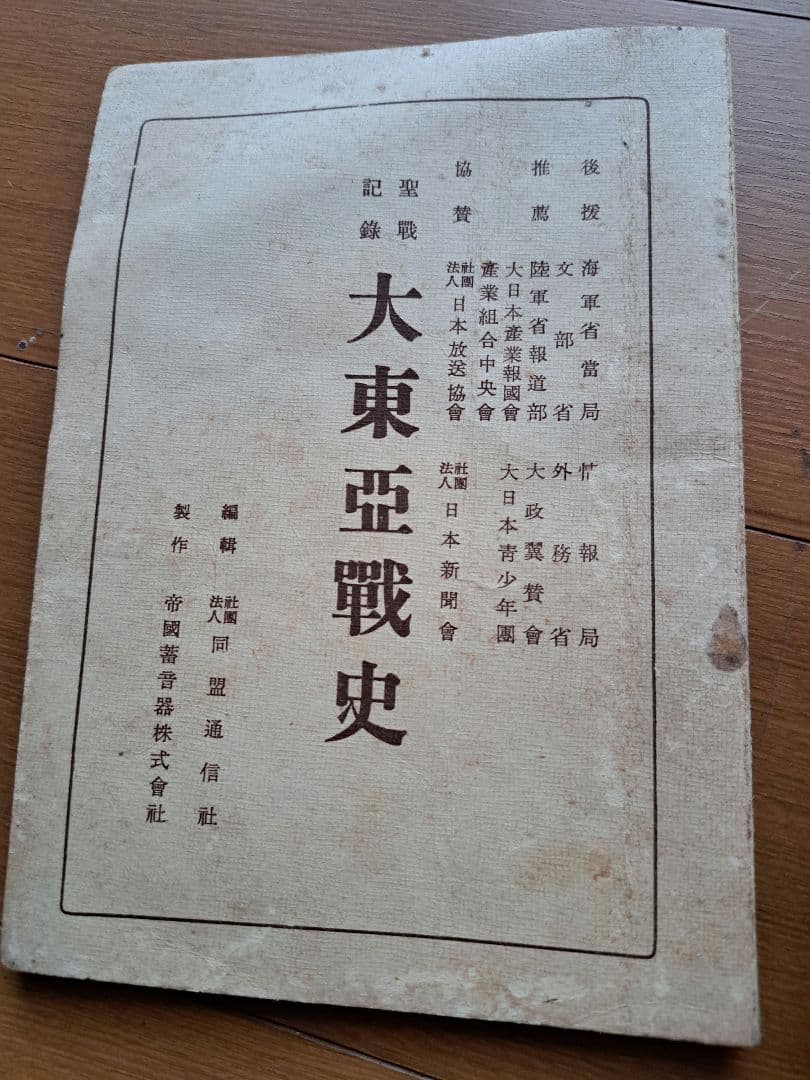 後援 海軍省當局 情報局
文部省 外務省
推薦 陸軍省報道部 大政翼賛會
大日本產業報國會 大日本靑少年團
產業組合中央會
協賛 社團法人 日本放送協會 社團法人 日本新聞會
聖戰
記錄
大東亞戰史
編輯 社團法人 同盟通信社
製作 帝國蓄音器株式會社